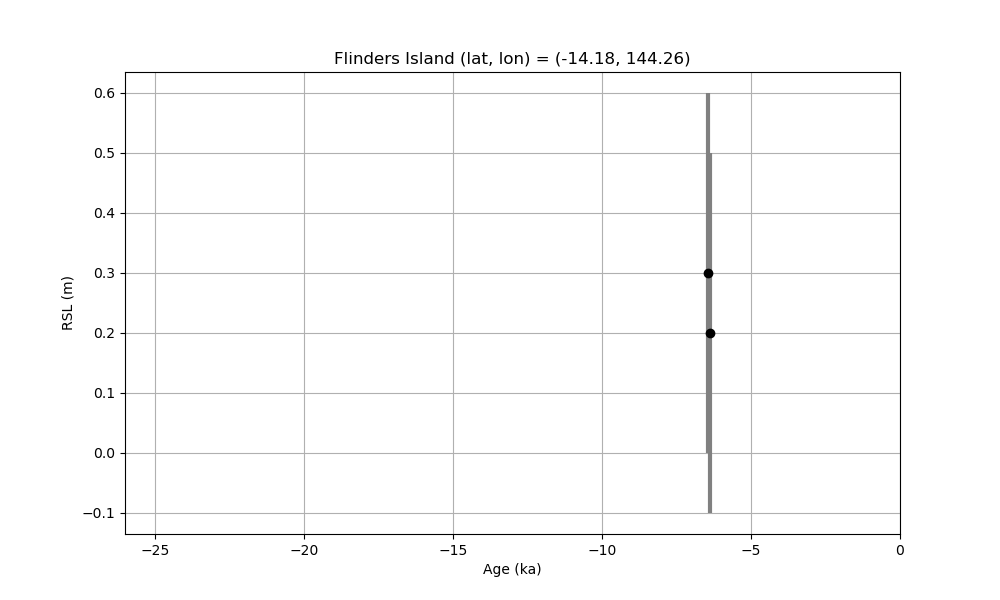 Flinders Island (lat, lon) = (-14.18, 144.26)
0.6
0.5
0.4
0.3
0.2
0.1
0.0
−0.1
RSL (m)
−25 −20 −15 −10 −5 0
Age (ka)